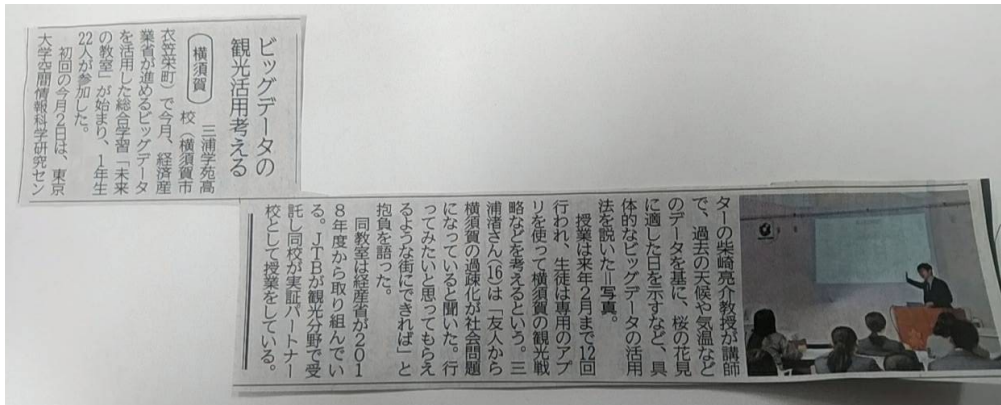 ビッグデータの
観光活用考える
横須賀
三浦学苑高
校(横須賀市
衣笠栄町)で今月、経済産
業省が進めるビッグデータ
を活用した総合学習「未来
の教室」が始まり、1年生
22人が参加した。
初回の今月2日は、東京
大学空間情報科学研究セン
ターの柴崎亮介教授が講師
で、過去の天候や気温など
のデータを基に、桜の花見
に適した日を示すなど、具
体的なビッグデータの活用
法を説いた=写真。
授業は来年2月まで12回
行われ、生徒は専用のアプ
リを使って横須賀の観光戦
略などを考えるという。三
浦渚さん(16)は「友人から
横須賀の過疎化が社会問題
になっていると聞いた。行
ってみたいと思ってもらえ
るような街にできれば」と
抱負を語った。
同教室は経産省が201
8年度から取り組んでい
る。JTBが観光分野で受
託し同校が実証パートナー
校として授業をしている。